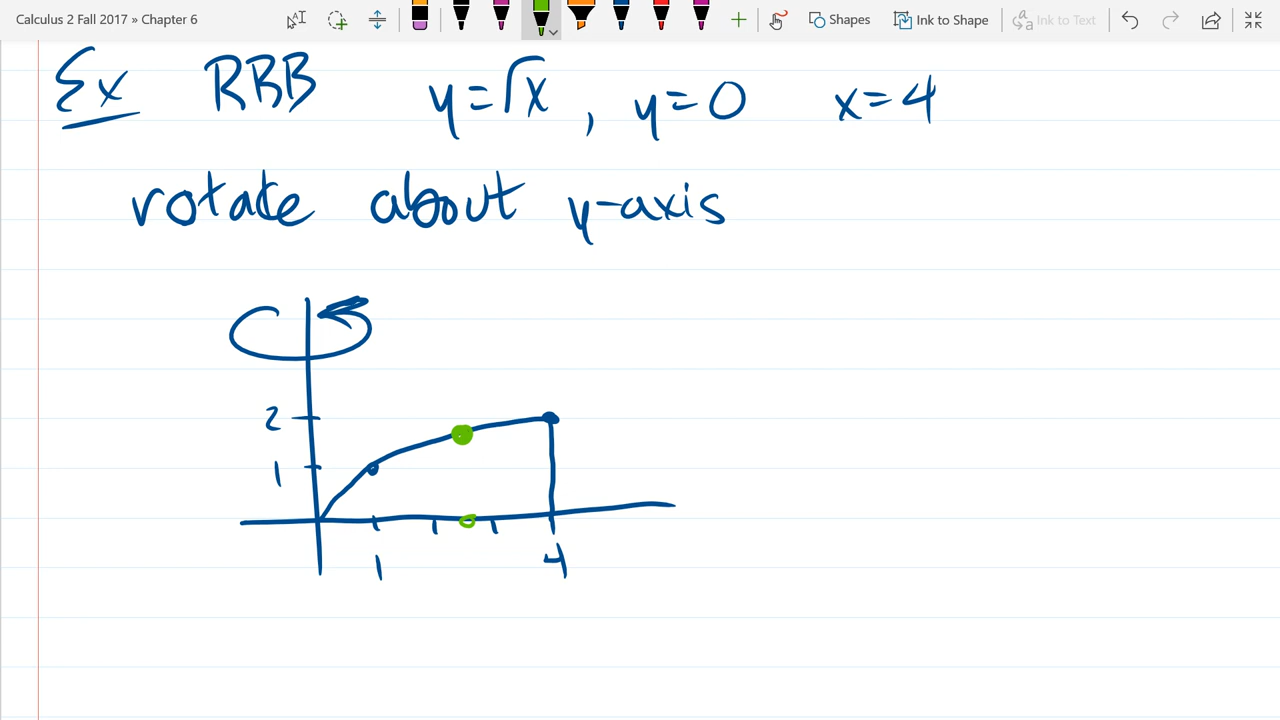 Calculus 2 Fall 2017 » Chapter 6
Shapes
Ink to Shape
Ink to Text
Ex RBB y=√x, y=0 x=4
rotate about y-axis
2
1
1 4